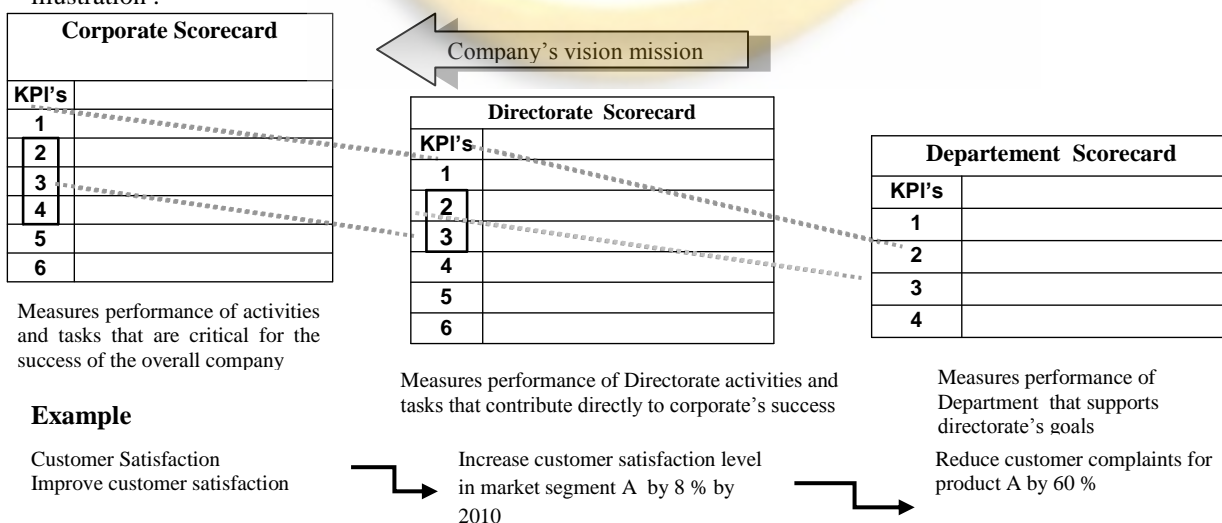 Illustration :
Corporate Scorecard
KPI's
1
2
3
4
5
6
Measures performance of activities
and tasks that are critical for the
success of the overall company
Company's vision mission
Directorate Scorecard
KPI's
1
2
3
4
5
6
Measures performance of Directorate activities and
tasks that contribute directly to corporate's success
Departement Scorecard
KPI's
1
2
3
4
Measures performance of
Department that supports
directorate's goals
Example
Customer Satisfaction
Improve customer satisfaction
Increase customer satisfaction level
in market segment A by 8 % by
2010
Reduce customer complaints for
product A by 60 %